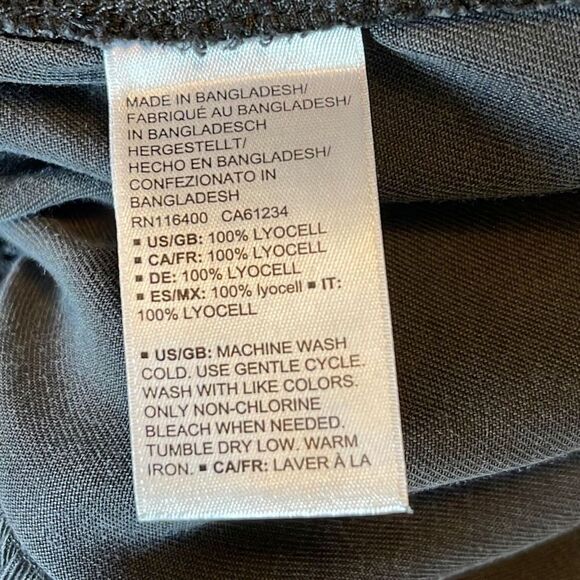 MADE IN BANGLADESH/
FABRIQUÉ AU BANGLADESH/
IN BANGLADESCH
HERGESTELLT/
HECHO EN BANGLADESH/
CONFEZIONATO IN
BANGLADESH
RN116400 CA61234
▪ US/GB: 100% LYOCELL
▪ CA/FR: 100% LYOCELL
▪ DE: 100% LYOCELL
▪ ES/MX: 100% lyocell ▪ IT:
100% LYOCELL
▪ US/GB: MACHINE WASH
COLD. USE GENTLE CYCLE.
WASH WITH LIKE COLORS.
ONLY NON-CHLORINE
BLEACH WHEN NEEDED.
TUMBLE DRY LOW. WARM
IRON. ▪ CA/FR: LAVER À LA